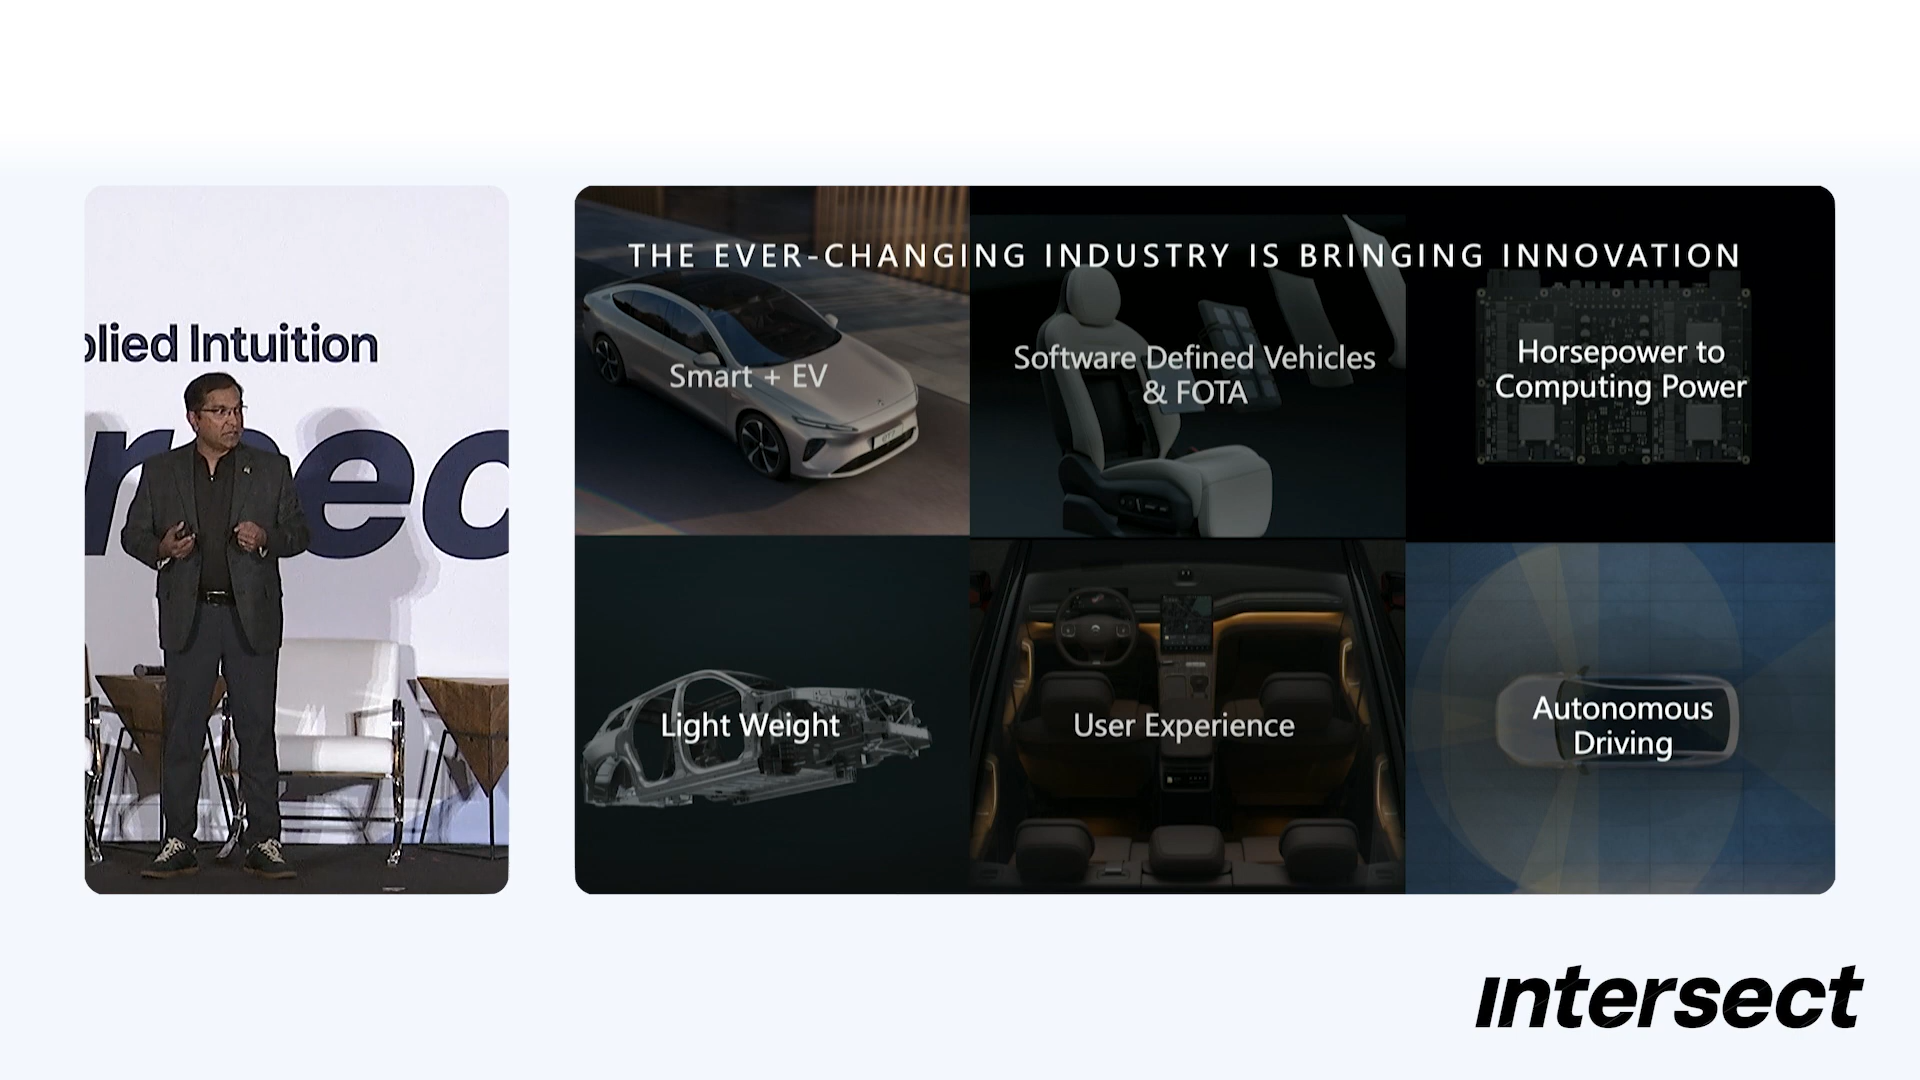 plied Intuition
rsec
THE EVER-CHANGING INDUSTRY IS BRINGING INNOVATION
Smart + EV
Software Defined Vehicles
& FOTA
Horsepower to
Computing Power
Light Weight
User Experience
Autonomous
Driving
intersect